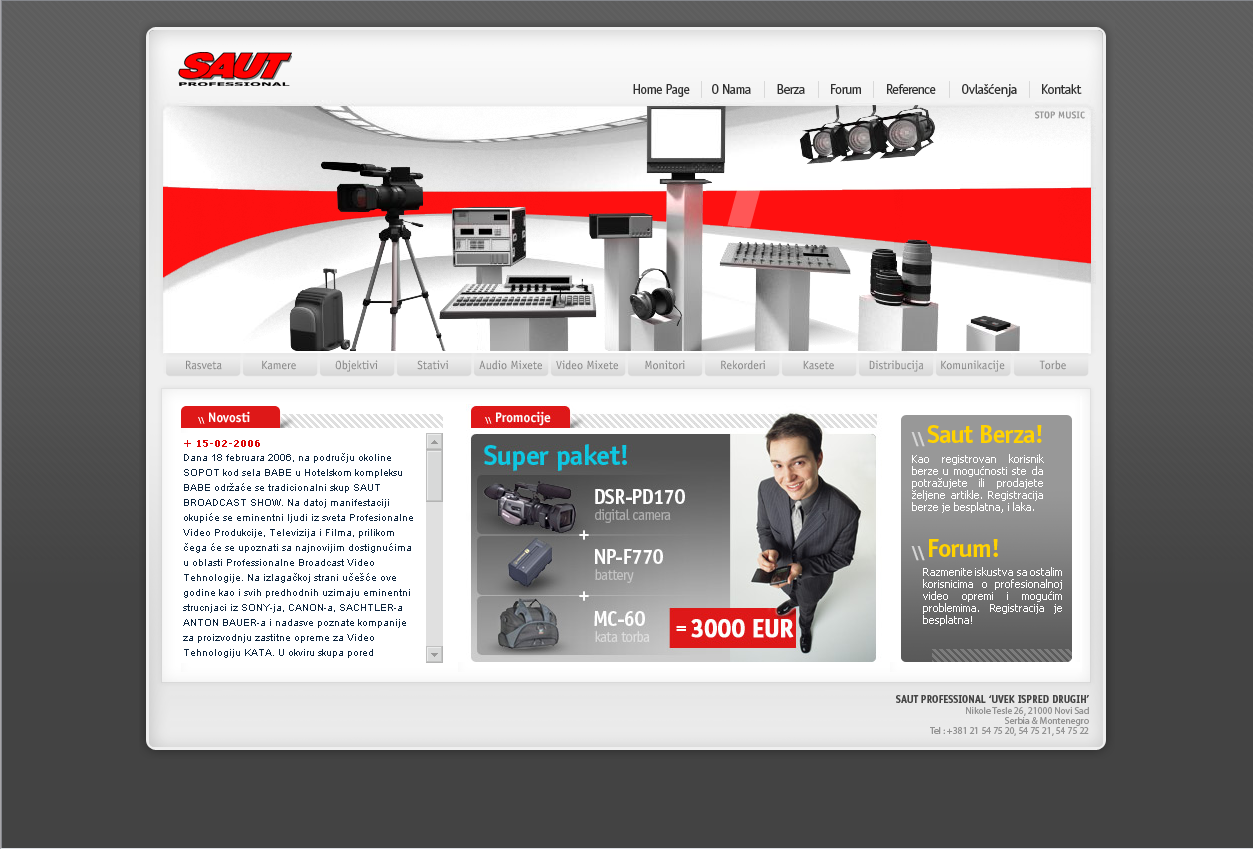 SAUT
PROFESSIONAL
Home Page
O Nama
Berza
Forum
Reference
Ovlašćenja
Kontakt
STOP MUSIC
Rasveta
Kamere
Objektivi
Stativi
Audio Mixete
Video Mixete
Monitori
Rekorderi
Kasete
Distribucija
Komunikacije
Torbe
\\ Novosti
+ 15-02-2006
Dana 18 februara 2006, na području okoline
SOPOT kod sela BABE u Hotelskom kompleksu
BABE održaće se tradicionalni skup SAUT
BROADCAST SHOW. Na datoj manifestaciji
okupiće se eminentni ljudi iz sveta Profesionalne
Video Produkcije, Televizija i Filma, prilikom
čega će se upoznati sa najnovijim dostignućima
u oblasti Professionalne Broadcast Video
Tehnologije. Na izlagačkoj strani učešće ove
godine kao i svih predhodnih uzimaju eminentni
strucnjaci iz SONY-ja, CANON-a, SACHTLER-a
ANTON BAUER-a i nadasve poznate kompanije
za proizvodnju zastitne opreme za Video
Tehnologiju KATA. U okviru skupa pored
\\ Promocije
Super paket!
DSR-PD170
digital camera
+
NP-F770
battery
+
MC-60
kata torba
= 3000 EUR
\\ Saut Berza!
Kao registrovan korisnik
berze u mogućnosti ste da
potražujete ili prodajete
željene artikle. Registracija
berze je besplatna, i laka.
\\ Forum!
Razmenite iskustva sa ostalim
korisnicima o profesionalnoj
video opremi i mogućim
problemima. Registracija je
besplatna!
SAUT PROFESSIONAL ‘UVEK ISPRED DRUGIH’
Nikole Tesle 26, 21000 Novi Sad
Serbia & Montenegro
Tel : +381 21 54 75 20, 54 75 21, 54 75 22